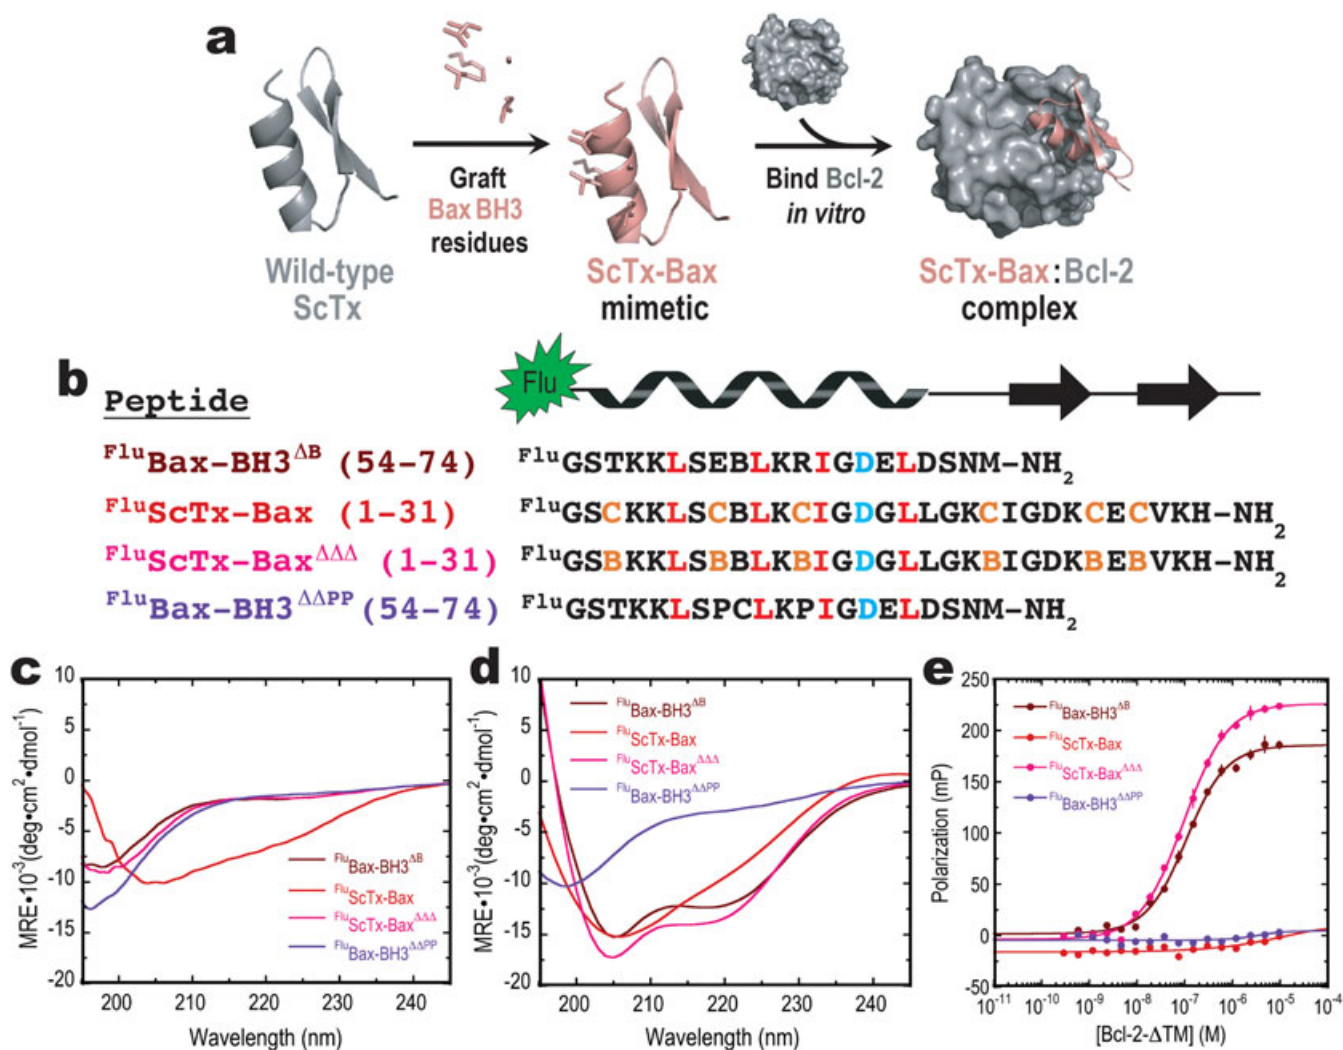 a
Graft
Bax BH3
residues
Bind Bcl-2
in vitro
Wild-type
ScTx
ScTx-Bax
mimetic
ScTx-Bax:Bcl-2
complex
b
Peptide
Flu
FluBax-BH3ΔB (54-74) FluGSTKKLSEBLKRIGDELDSNM-NH2
FluScTx-Bax (1-31) FluGSCKKLSCBLKCIGDGLLGKCIGDKCECVKH-NH2
FluScTx-BaxΔΔΔ (1-31) FluGSBKKLSBBLKBIGDGLLGKBIGDKBEBVKH-NH2
FluBax-BH3ΔΔPP (54-74) FluGSTKKLSPCLKPIGDELDSNM-NH2
c
MRE•10-3(deg•cm2•dmol-1)
10
5
0
-5
-10
-15
-20
FluBax-BH3ΔB
FluScTx-Bax
FluScTx-BaxΔΔΔ
FluBax-BH3ΔΔPP
200 210 220 230 240
Wavelength (nm)
d
MRE•10-3(deg•cm2•dmol-1)
10
5
0
-5
-10
-15
-20
FluBax-BH3ΔB
FluScTx-Bax
FluScTx-BaxΔΔΔ
FluBax-BH3ΔΔPP
200 210 220 230 240
Wavelength (nm)
e
Polarization (mP)
250
200
150
100
50
0
-50
FluBax-BH3ΔB
FluScTx-Bax
FluScTx-BaxΔΔΔ
FluBax-BH3ΔΔPP
10-11 10-10 10-9 10-8 10-7 10-6 10-5 10-4
[Bcl-2-ΔTM] (M)